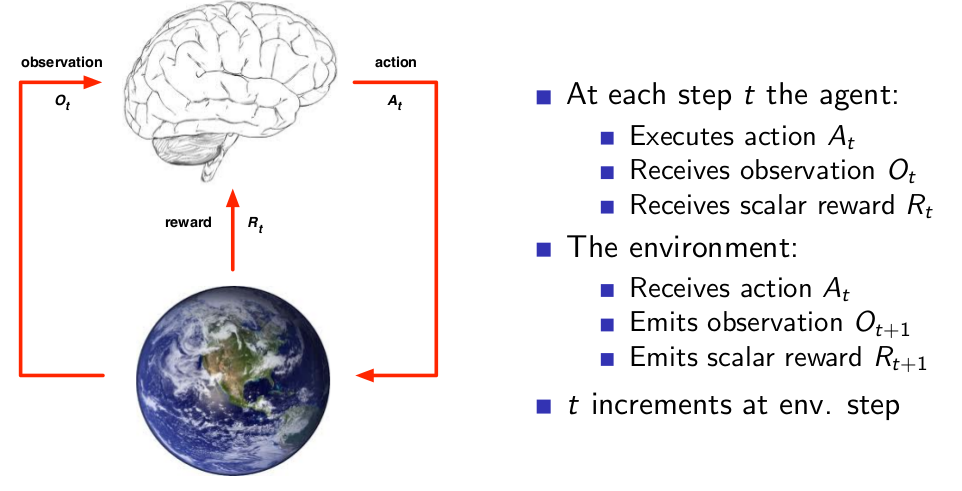 observation
O_t
action
A_t
reward
R_t
At each step t the agent:
Executes action A_t
Receives observation O_t
Receives scalar reward R_t
The environment:
Receives action A_t
Emits observation O_{t+1}
Emits scalar reward R_{t+1}
t increments at env. step